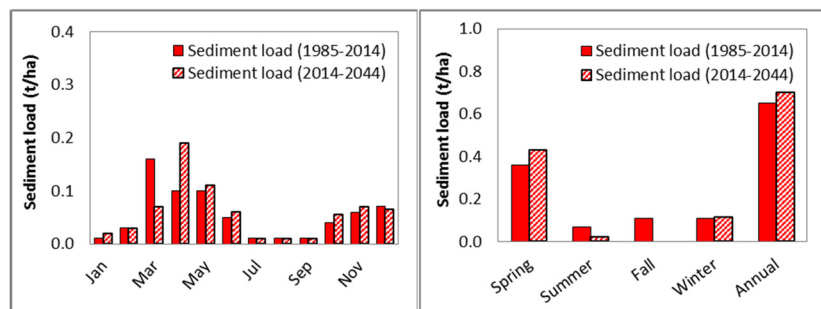 0.4
0.3
0.2
0.1
0.0
Sediment load (t/ha)
Sediment load (1985-2014)
Sediment load (2014-2044)
Jan
Mar
May
Jul
Sep
Nov
1.0
0.8
0.6
0.4
0.2
0.0
Sediment load (t/ha)
Sediment load (1985-2014)
Sediment load (2014-2044)
Spring
Summer
Fall
Winter
Annual